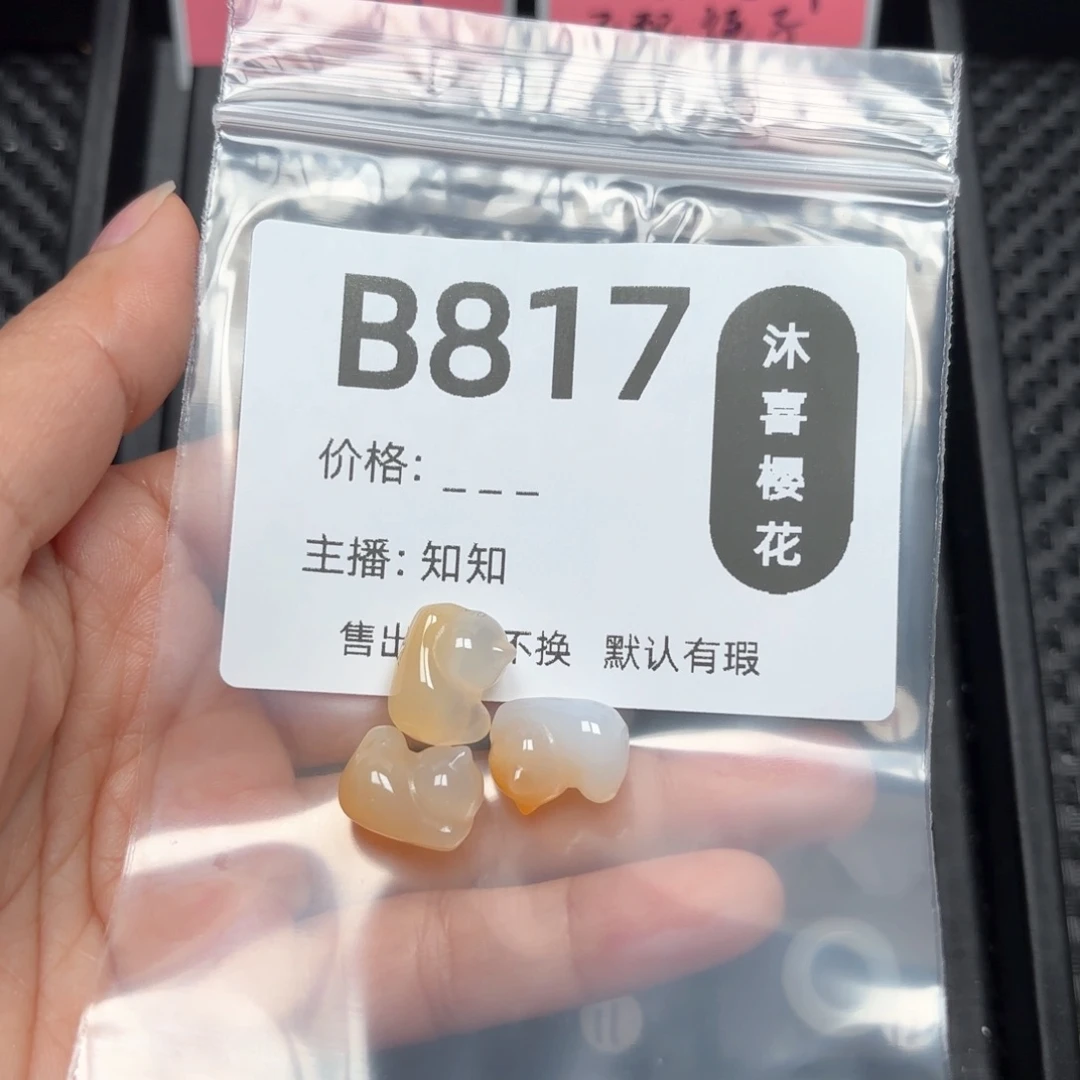 B817
价格: _ _ _
主播: 知知
售出 不换 默认有瑕
沐喜樱花